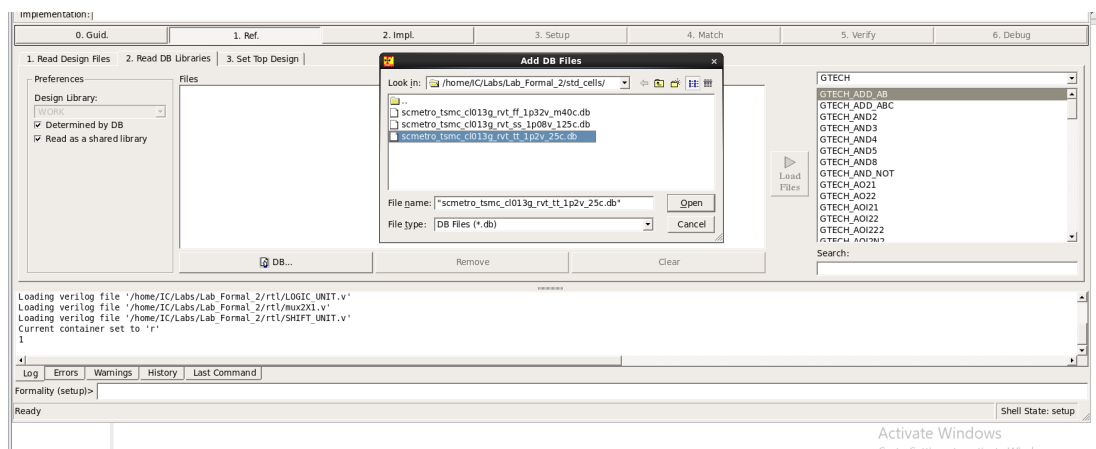 Implementation:
0. Guid. 1. Ref. 2. Impl. 3. Setup 4. Match 5. Verify 6. Debug
1. Read Design Files 2. Read DB Libraries 3. Set Top Design
Preferences
Design Library:
WORK
Determined by DB
Read as a shared library
Files
Add DB Files
Look in: /home/IC/Labs/Lab_Formal_2/std_cells/
..
scmetro_tsmc_cl013g_rvt_ff_1p32v_m40c.db
scmetro_tsmc_cl013g_rvt_ss_1p08v_125c.db
scmetro_tsmc_cl013g_rvt_tt_1p2v_25c.db
File name: "scmetro_tsmc_cl013g_rvt_tt_1p2v_25c.db" Open
File type: DB Files (*.db) Cancel
Load
Files
GTECH
GTECH_ADD_AB
GTECH_ADD_ABC
GTECH_AND2
GTECH_AND3
GTECH_AND4
GTECH_AND5
GTECH_AND8
GTECH_AND_NOT
GTECH_AO21
GTECH_AO22
GTECH_AOI21
GTECH_AOI22
GTECH_AOI222
GTECH_AOI2N2
Search:
DB... Remove Clear
Loading verilog file '/home/IC/Labs/Lab_Formal_2/rtl/LOGIC_UNIT.v'
Loading verilog file '/home/IC/Labs/Lab_Formal_2/rtl/mux2X1.v'
Loading verilog file '/home/IC/Labs/Lab_Formal_2/rtl/SHIFT_UNIT.v'
Current container set to 'r'
1
Log Errors Warnings History Last Command
Formality (setup)>
Ready Shell State: setup
Activate Windows